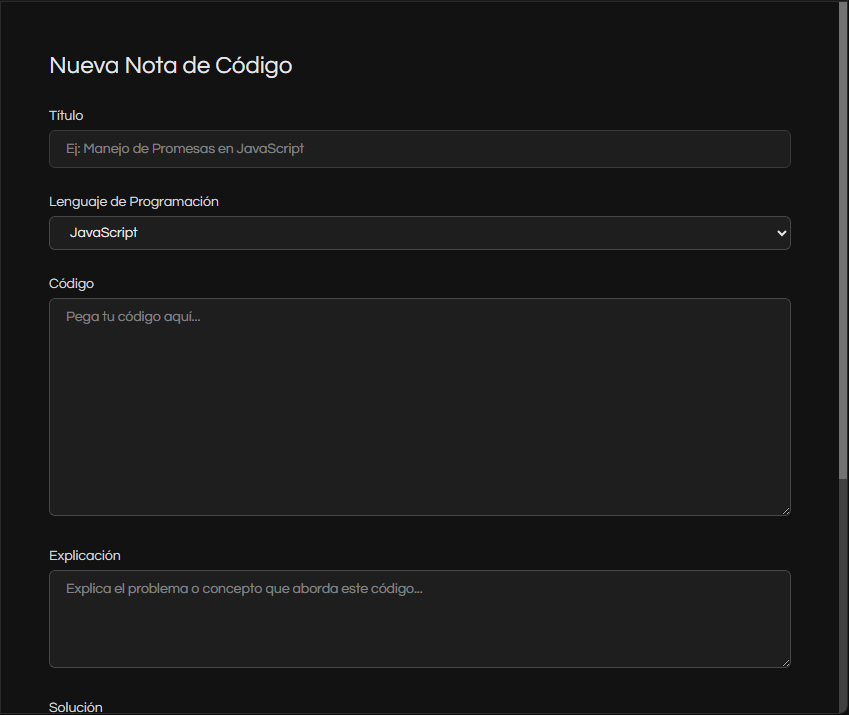 Nueva Nota de Código
Título
Ej: Manejo de Promesas en JavaScript
Lenguaje de Programación
JavaScript
Código
Pega tu código aquí...
Explicación
Explica el problema o concepto que aborda este código...
Solución